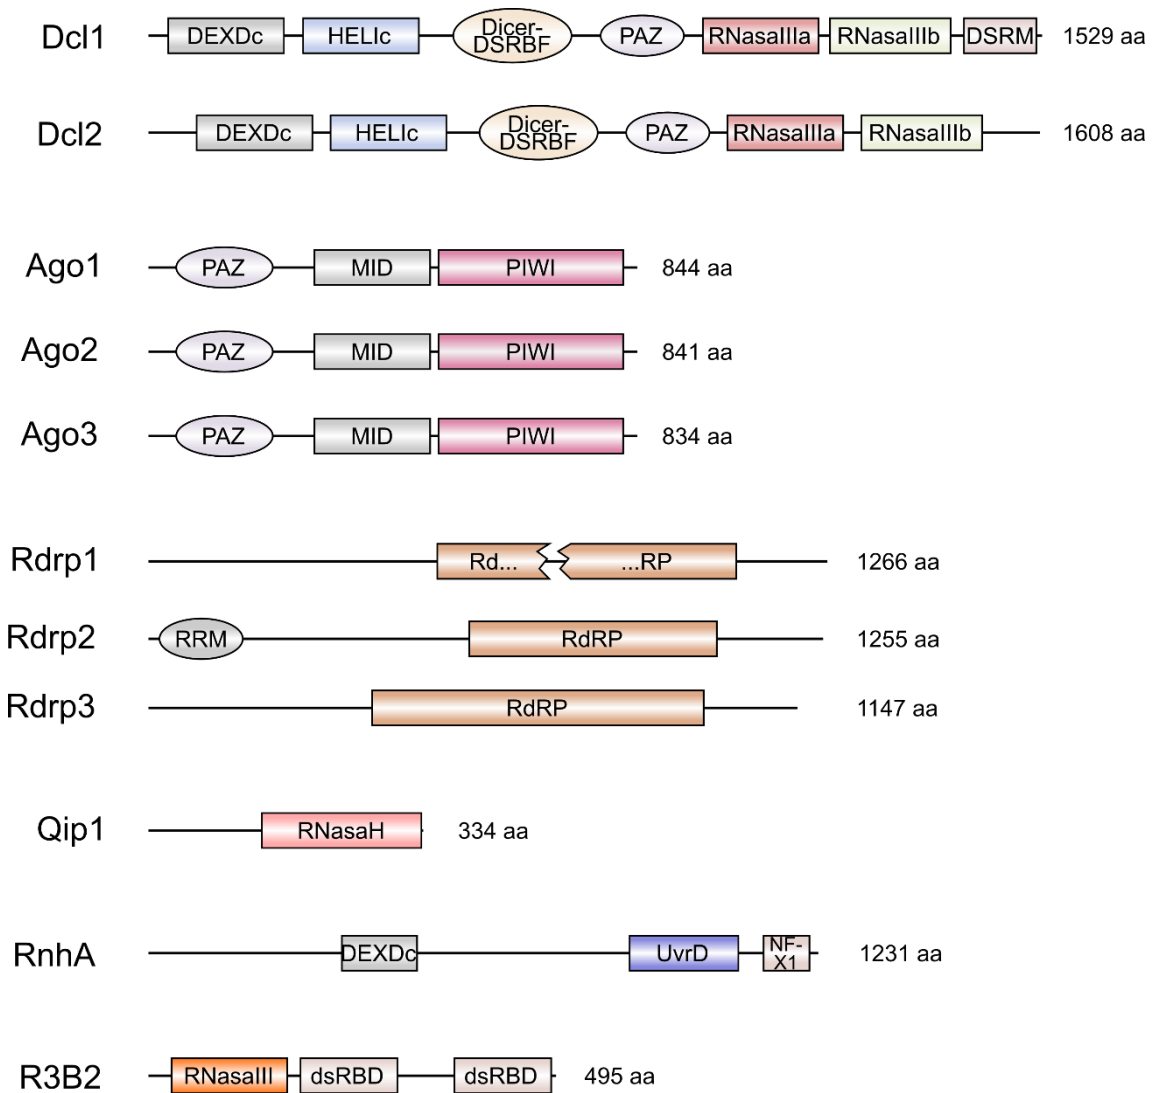 Dcl1 DEXDc HELIc Dicer-DSRBF PAZ RNasaIIIa RNasaIIIb DSRM 1529 aa
Dcl2 DEXDc HELIc Dicer-DSRBF PAZ RNasaIIIa RNasaIIIb 1608 aa
Ago1 PAZ MID PIWI 844 aa
Ago2 PAZ MID PIWI 841 aa
Ago3 PAZ MID PIWI 834 aa
Rdrp1 Rd... ...RP 1266 aa
Rdrp2 RRM RdRP 1255 aa
Rdrp3 RdRP 1147 aa
Qip1 RNasaH 334 aa
RnhA DEXDc UvrD NF-X1 1231 aa
R3B2 RNasaIII dsRBD dsRBD 495 aa